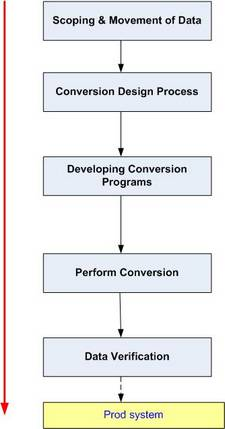 Scoping & Movement of Data
Conversion Design Process
Developing Conversion
Programs
Perform Conversion
Data Verification
Prod system